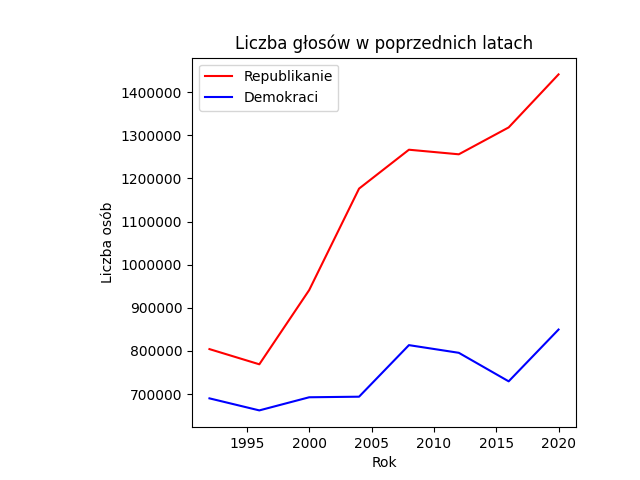 Liczba głosów w poprzednich latach
Republikanie
Demokraci
1400000
1300000
1200000
1100000
1000000
900000
800000
700000
Liczba osób
1995 2000 2005 2010 2015 2020
Rok